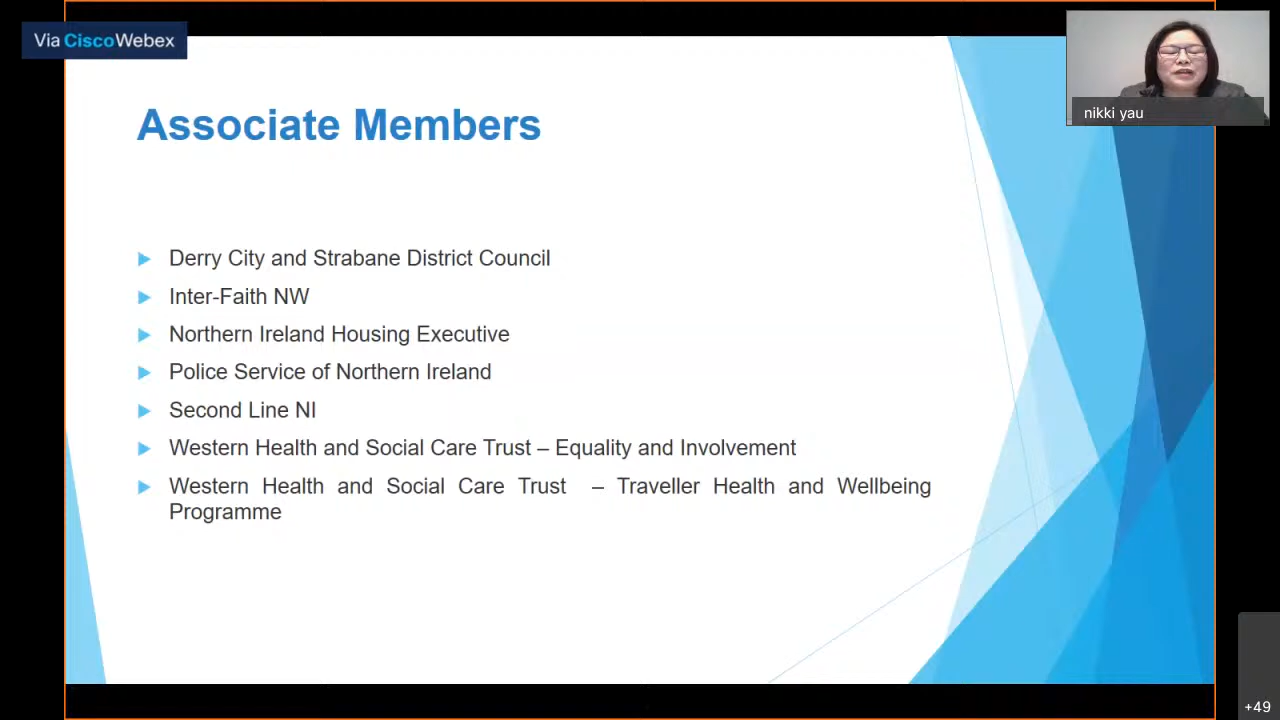 Via Cisco Webex
nikki yau
Associate Members
Derry City and Strabane District Council
Inter-Faith NW
Northern Ireland Housing Executive
Police Service of Northern Ireland
Second Line NI
Western Health and Social Care Trust – Equality and Involvement
Western Health and Social Care Trust – Traveller Health and Wellbeing
Programme
+49